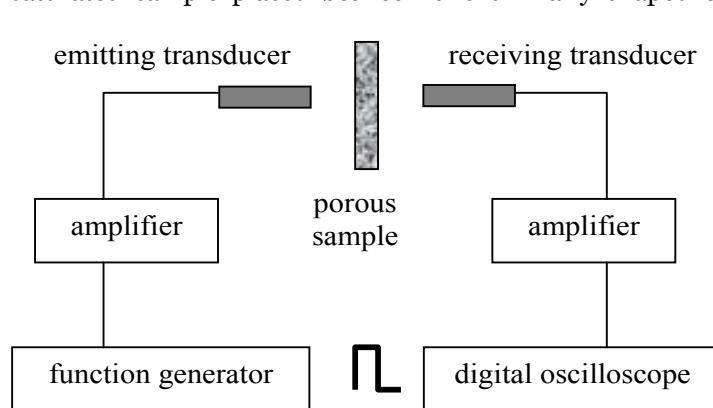 emitting transducer
receiving transducer
amplifier
porous
sample
amplifier
function generator
digital oscilloscope